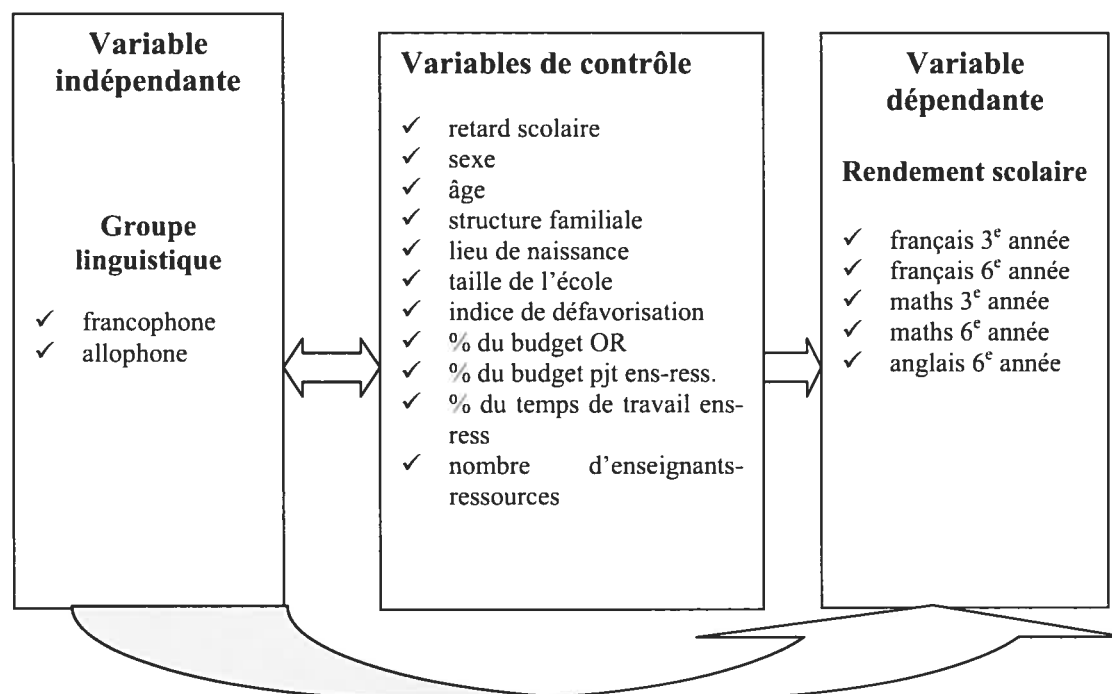 Variable
indépendante
Groupe
linguistique
✓ francophone
✓ allophone
Variables de contrôle
✓ retard scolaire
✓ sexe
✓ âge
✓ structure familiale
✓ lieu de naissance
✓ taille de l'école
✓ indice de défavorisation
✓ % du budget OR
✓ % du budget pjt ens-ress.
✓ % du temps de travail ens-
ress
✓ nombre d'enseignants-
ressources
Variable
dépendante
Rendement scolaire
✓ français 3e année
✓ français 6e année
✓ maths 3e année
✓ maths 6e année
✓ anglais 6e année